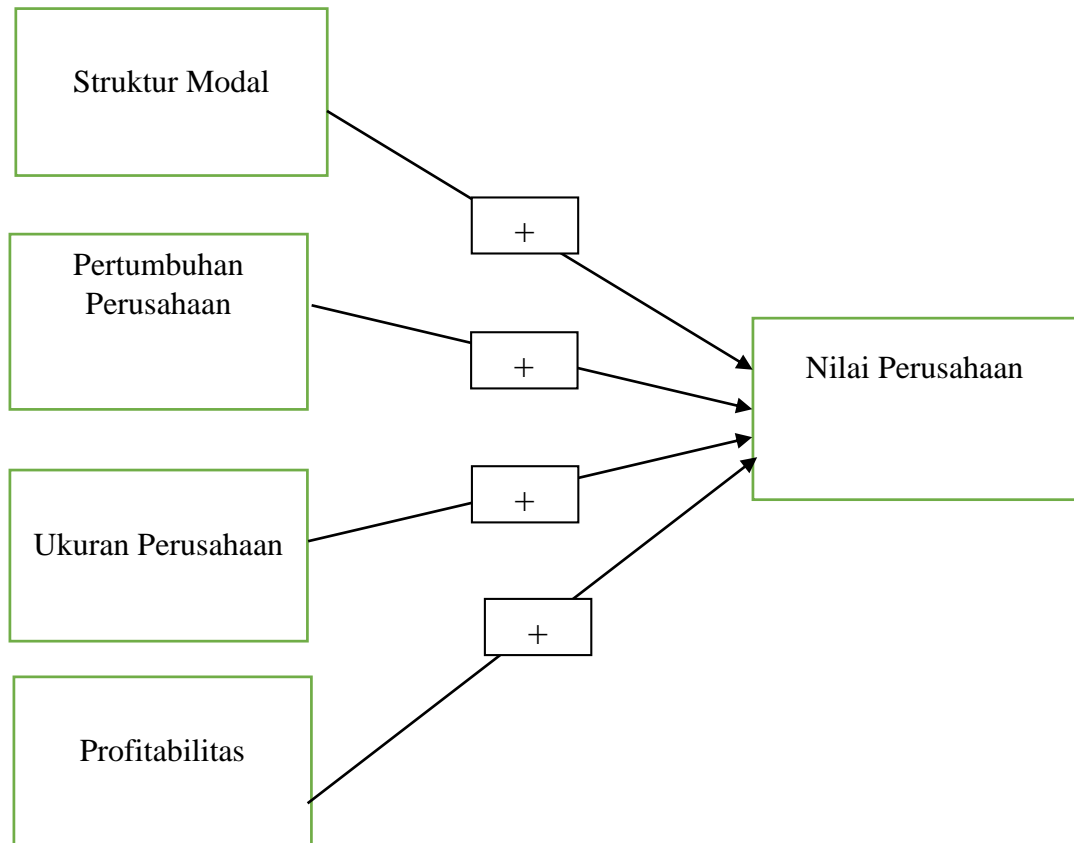 Struktur Modal
+
Pertumbuhan
Perusahaan
+
Nilai Perusahaan
Ukuran Perusahaan
+
Profitabilitas
+